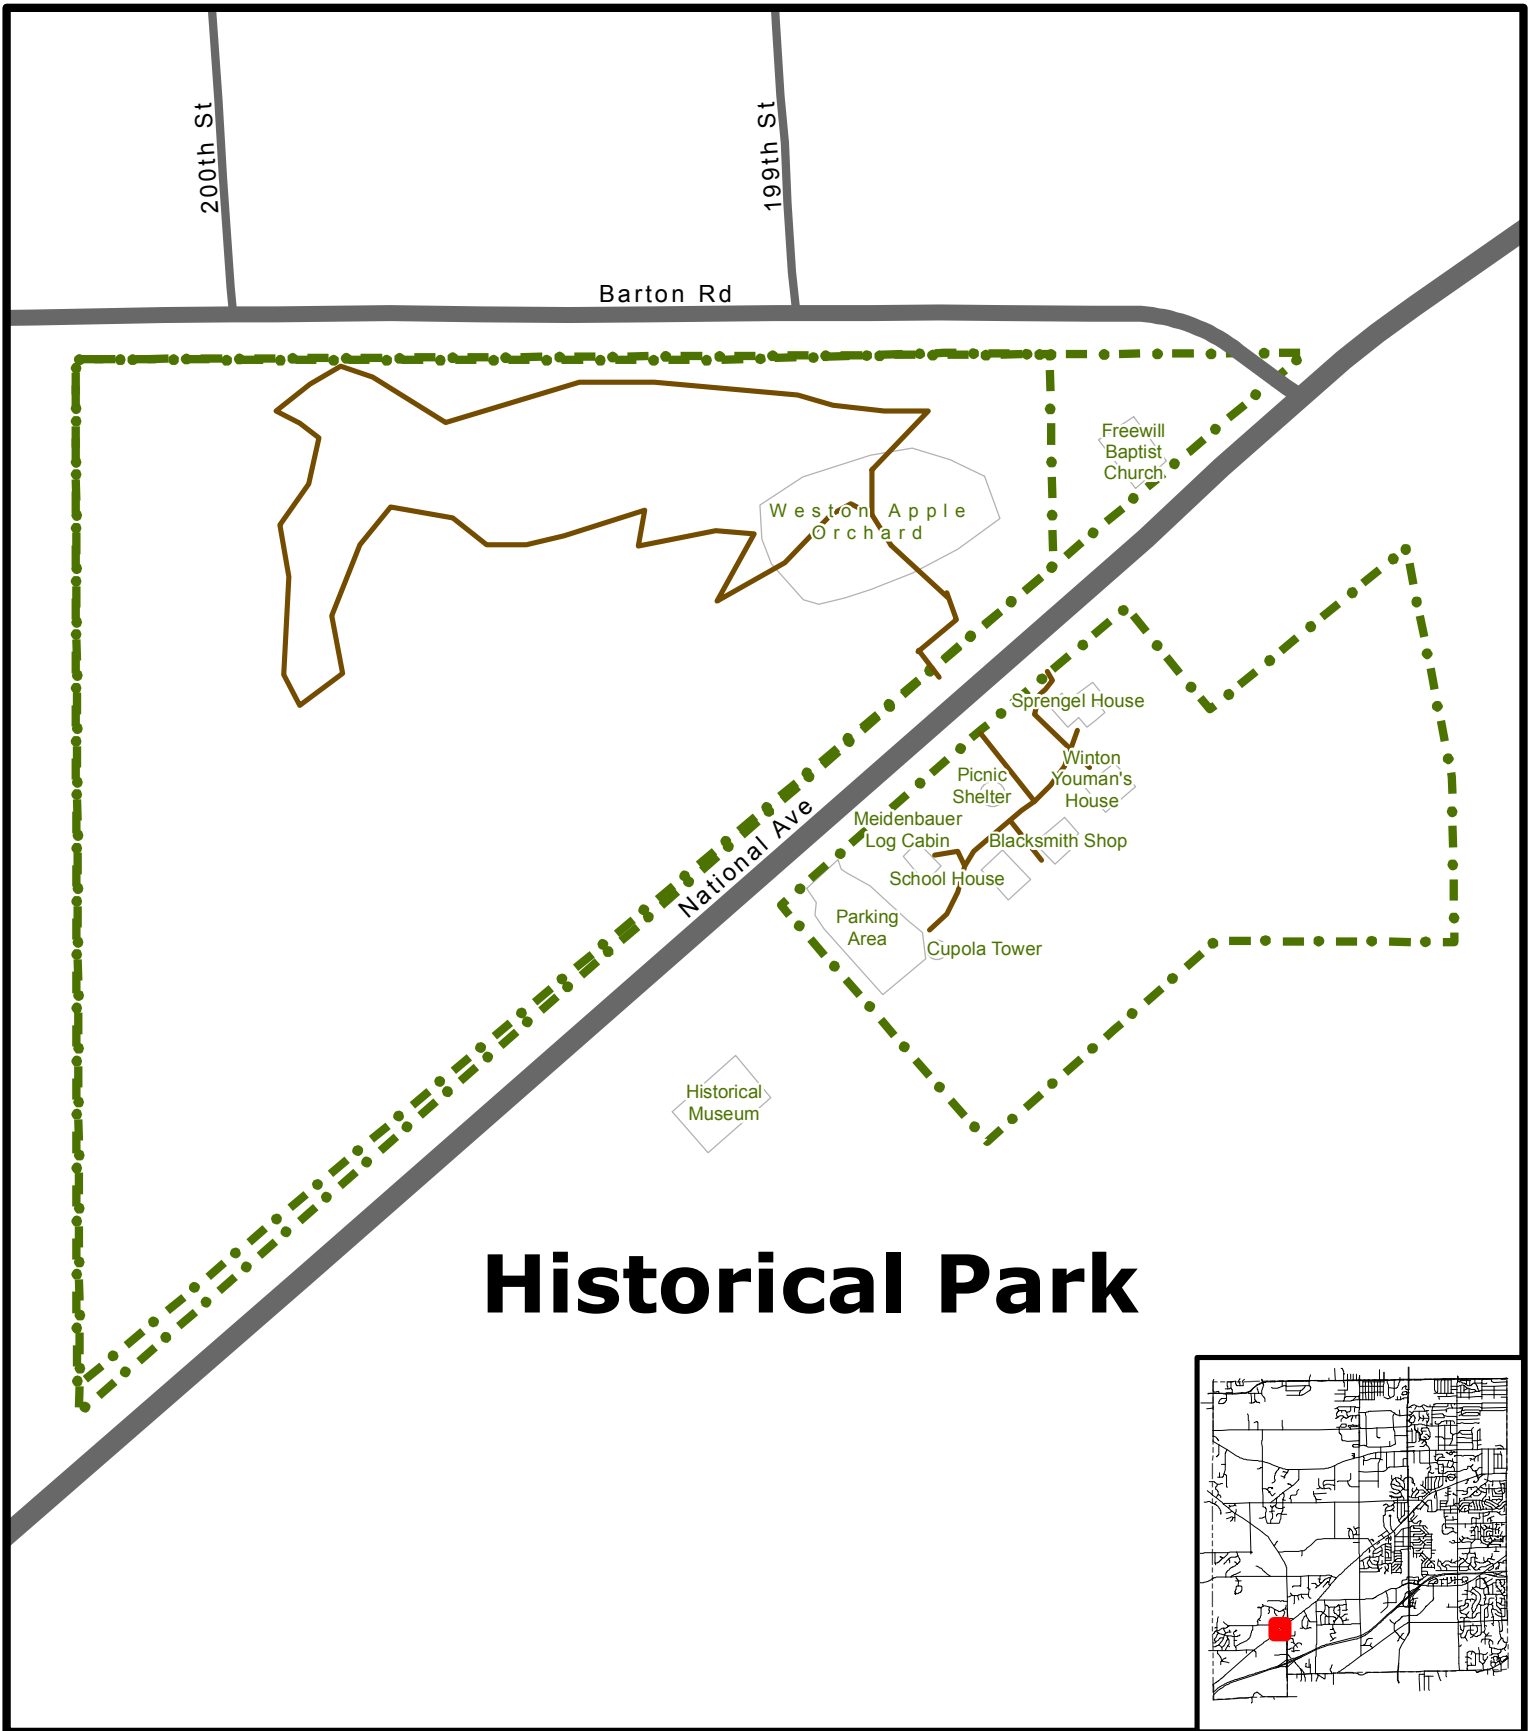 200th St
199th St
Barton Rd
Freewill
Baptist
Church
Weston Apple
Orchard
Sprengel House
Winton
Youman's
House
Picnic
Shelter
Meidenbauer
Log Cabin
Blacksmith Shop
School House
National Ave
Parking
Area
Cupola Tower
Historical
Museum
Historical Park